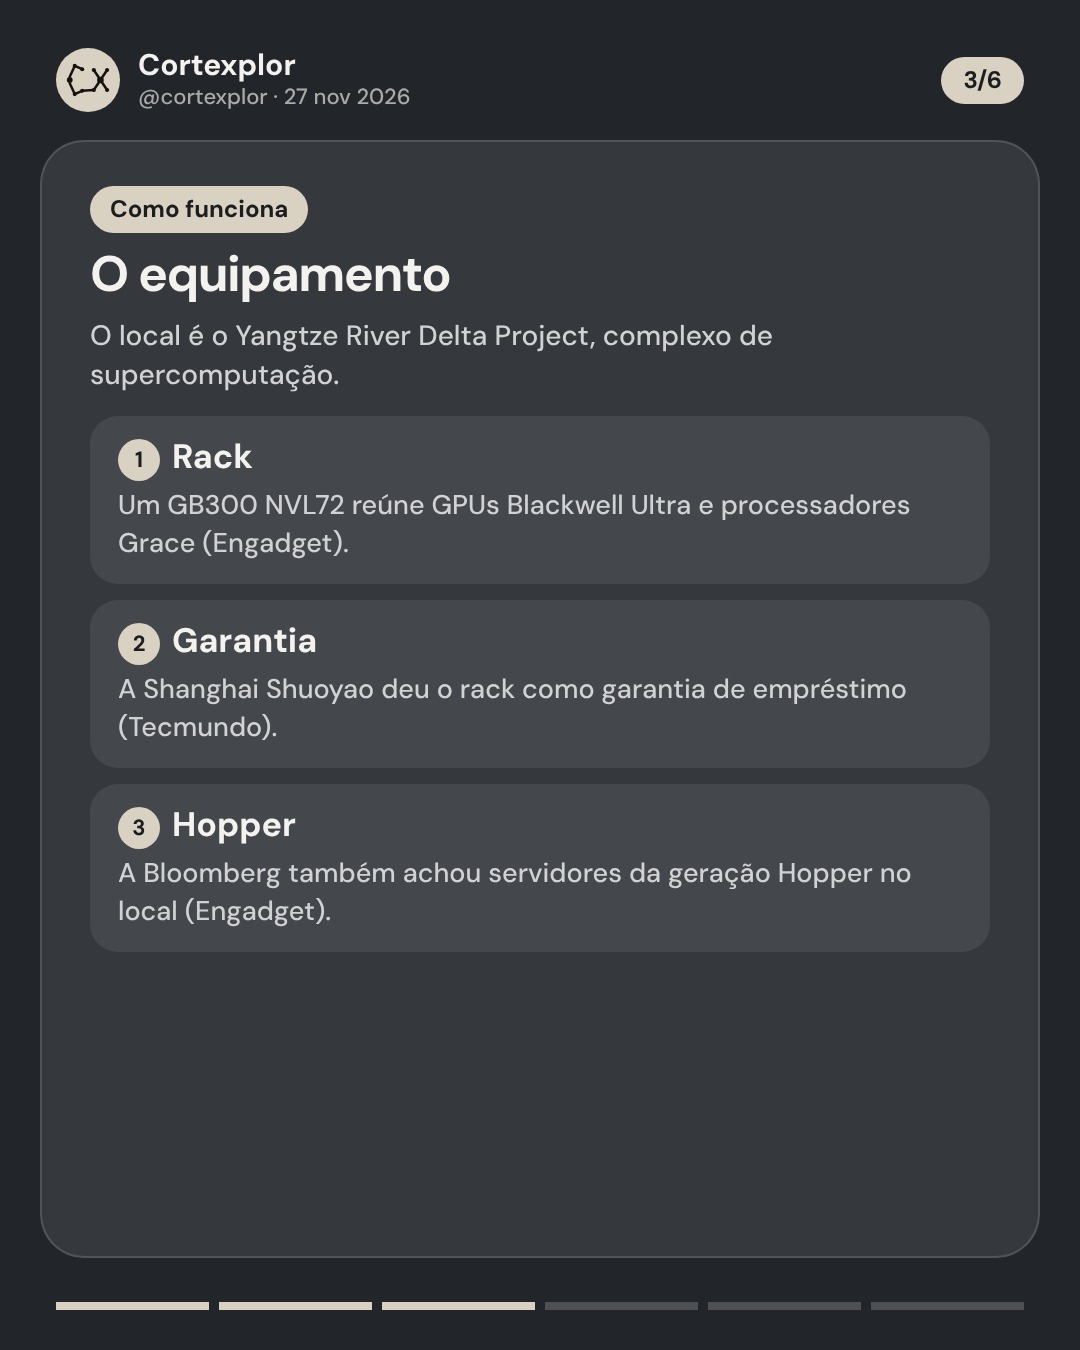 Cortexplor
@cortexplor · 27 nov 2026
3/6
Como funciona
O equipamento
O local é o Yangtze River Delta Project, complexo de
supercomputação.
1 Rack
Um GB300 NVL72 reúne GPUs Blackwell Ultra e processadores
Grace (Engadget).
2 Garantia
A Shanghai Shuoyao deu o rack como garantia de empréstimo
(Tecmundo).
3 Hopper
A Bloomberg também achou servidores da geração Hopper no
local (Engadget).